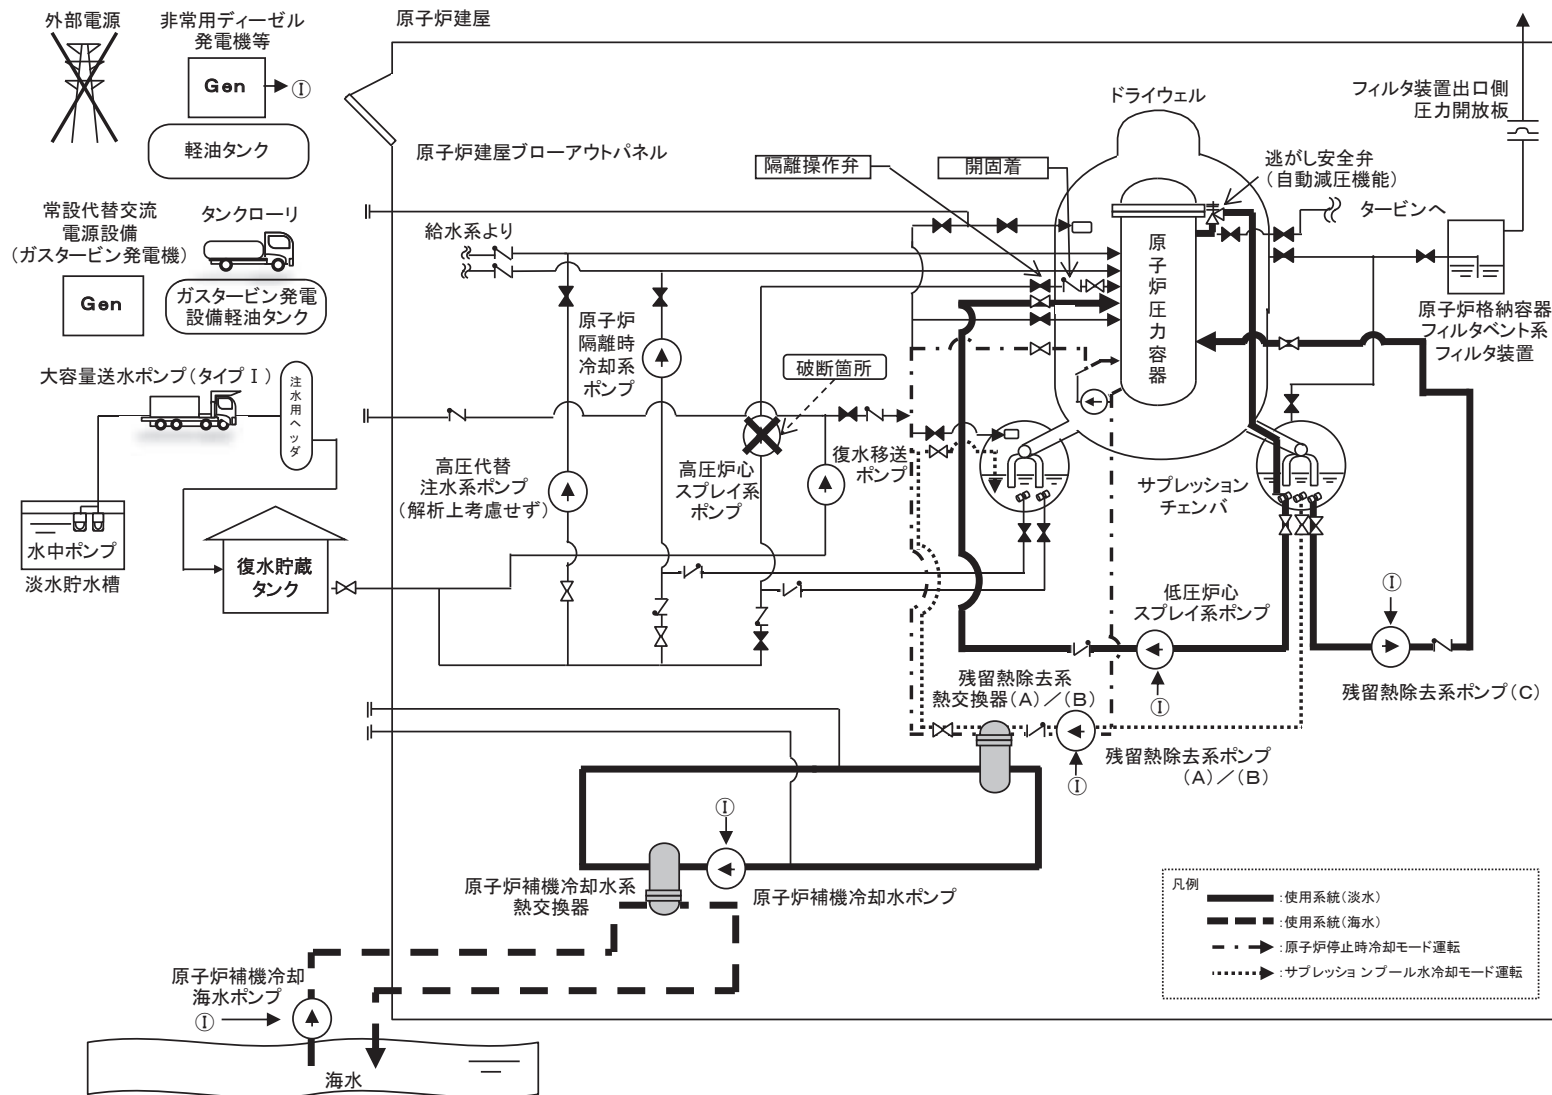 外部電源
非常用ディーゼル
発電機等
Gen
Ⓘ
軽油タンク
原子炉建屋
原子炉建屋ブローアウトパネル
常設代替交流
電源設備
(ガスタービン発電機)
Gen
タンクローリ
ガスタービン発電
設備軽油タンク
大容量送水ポンプ(タイプⅠ)
注水用ヘッダ
水中ポンプ
淡水貯水槽
復水貯蔵
タンク
給水系より
原子炉
隔離時
冷却系
ポンプ
高圧代替
注水系ポンプ
(解析上考慮せず)
高圧炉心
スプレイ系
ポンプ
破断箇所
復水移送
ポンプ
隔離操作弁
開固着
ドライウェル
原子炉圧力容器
逃がし安全弁
(自動減圧機能)
タービンへ
フィルタ装置出口側
圧力開放板
原子炉格納容器
フィルタベント系
フィルタ装置
サプレッション
チェンバ
低圧炉心
スプレイ系ポンプ
Ⓘ
Ⓘ
残留熱除去系ポンプ(C)
残留熱除去系
熱交換器(A)/(B)
残留熱除去系ポンプ
(A)/(B)
Ⓘ
Ⓘ
原子炉補機冷却水系
熱交換器
原子炉補機冷却水ポンプ
原子炉補機冷却
海水ポンプ
Ⓘ
海水
凡例
:使用系統(淡水)
:使用系統(海水)
:原子炉停止時冷却モード運転
:サプレッションプール水冷却モード運転